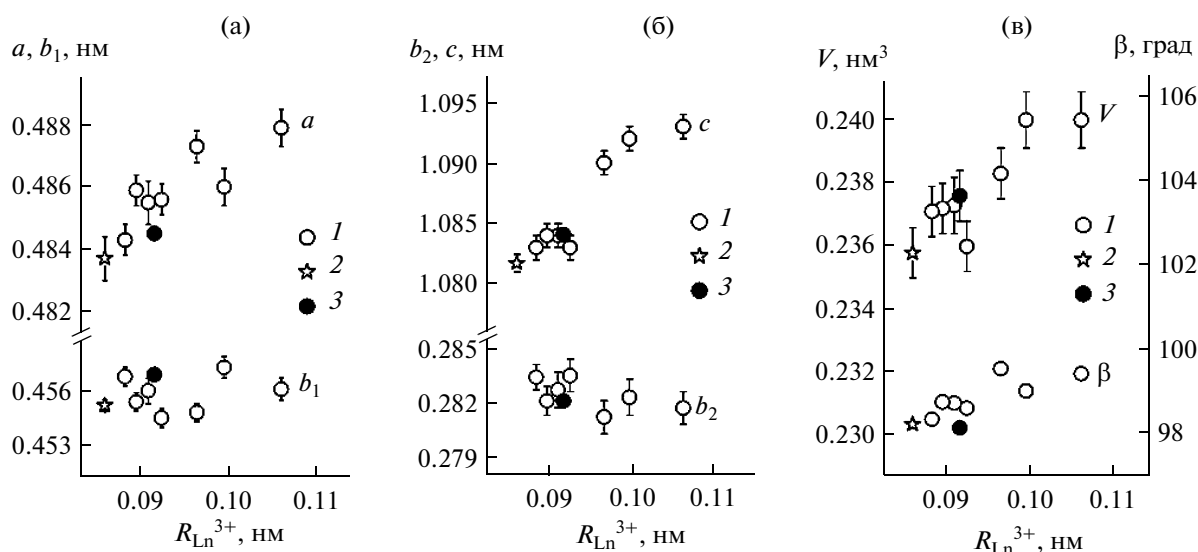 (а)
a, b₁, нм
0.488
0.486
0.484
0.482
0.456
0.453
a
1
2
3
b₁
0.09 0.10 0.11
R_Ln³⁺, нм
(б)
b₂, c, нм
1.095
1.090
1.085
1.080
0.285
0.282
0.279
c
1
2
3
b₂
0.09 0.10 0.11
R_Ln³⁺, нм
(в)
V, нм³
β, град
0.240
0.238
0.236
0.234
0.232
0.230
106
104
102
100
98
V
1
2
3
β
0.09 0.10 0.11
R_Ln³⁺, нм